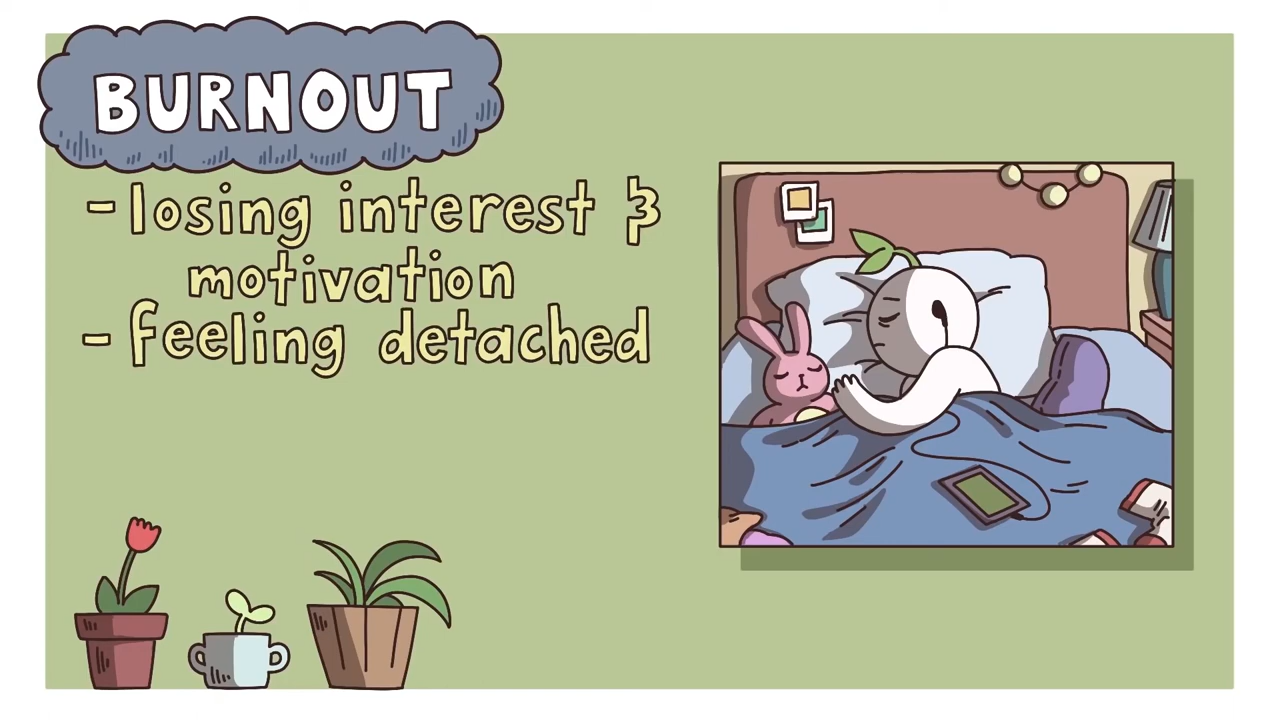 BURNOUT
- losing interest &
motivation
- feeling detached